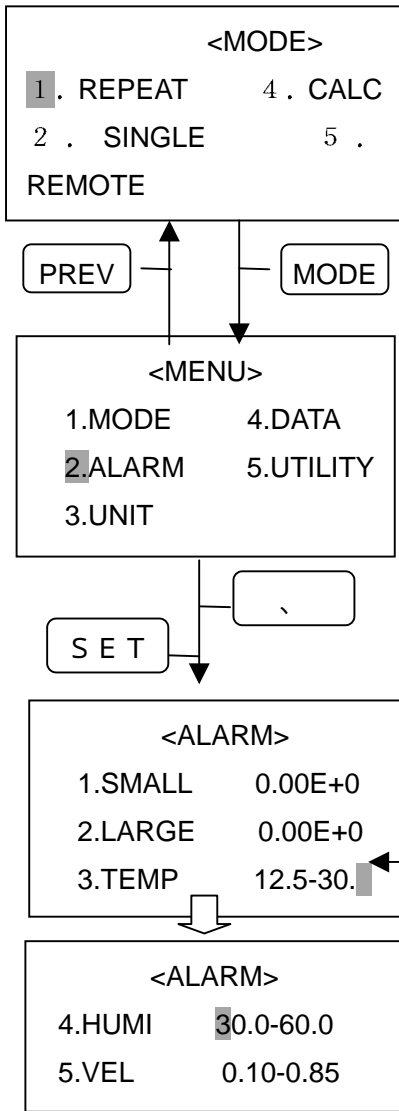 <MODE>
1. REPEAT 4. CALC
2. SINGLE 5.
REMOTE
PREV MODE
<MENU>
1.MODE 4.DATA
2.ALARM 5.UTILITY
3.UNIT
、
SET
<ALARM>
1.SMALL 0.00E+0
2.LARGE 0.00E+0
3.TEMP 12.5-30.
<ALARM>
4.HUMI 30.0-60.0
5.VEL 0.10-0.85